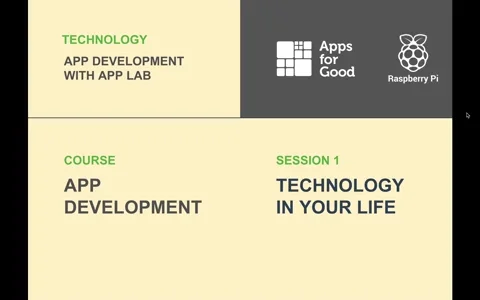 TECHNOLOGY
APP DEVELOPMENT
WITH APP LAB
Apps
for
Good
Raspberry Pi
COURSE
APP
DEVELOPMENT
SESSION 1
TECHNOLOGY
IN YOUR LIFE